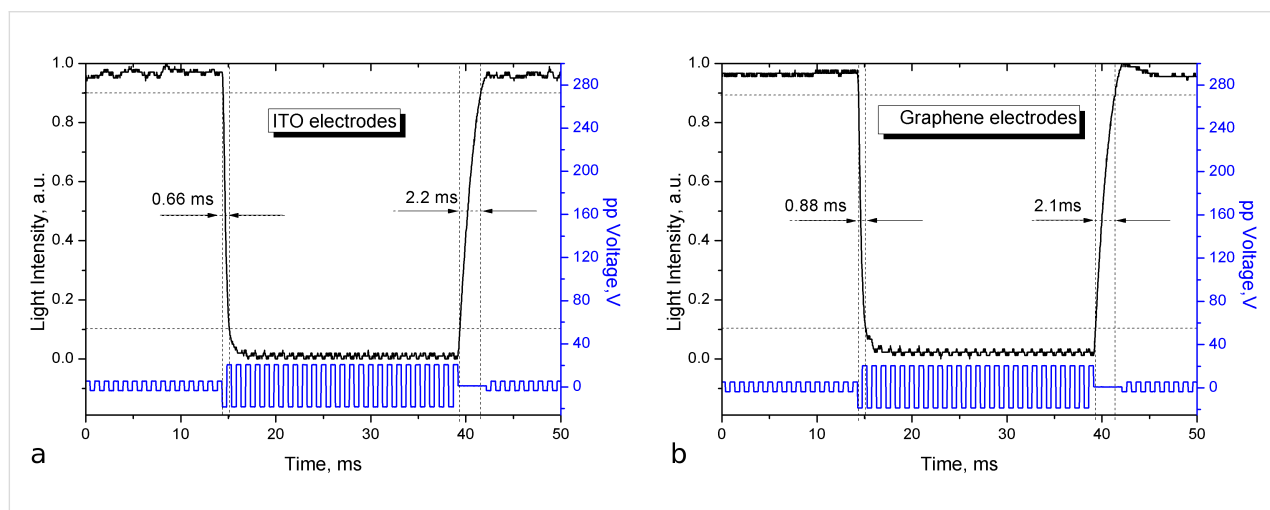 1.0
0.8
0.6
0.4
0.2
0.0
Light Intensity, a.u.
ITO electrodes
0.66 ms
2.2 ms
280
240
200
160
120
80
40
0
pp Voltage,V
0 10 20 30 40 50
Time, ms
a
1.0
0.8
0.6
0.4
0.2
0.0
Light Intensity, a.u.
Graphene electrodes
0.88 ms
2.1ms
280
240
200
160
120
80
40
0
pp Voltage,V
0 10 20 30 40 50
Time, ms
b